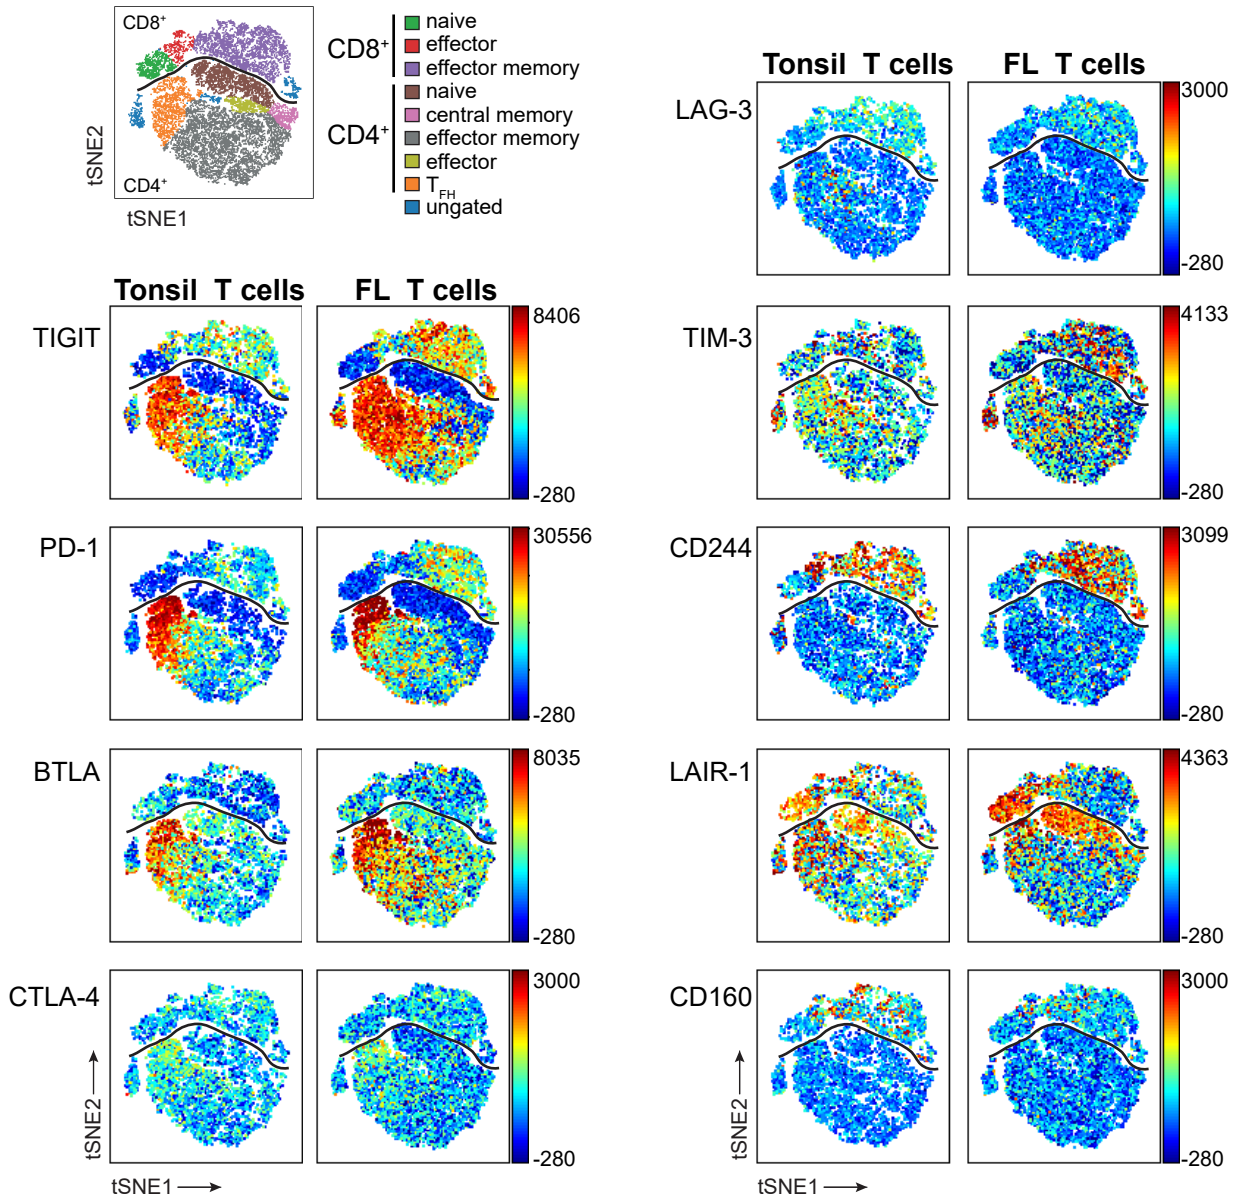 CD8+
CD4+
tSNE2
tSNE1
CD8+
naive
effector
effector memory
CD4+
naive
central memory
effector memory
effector
TFH
ungated
Tonsil T cells FL T cells
TIGIT
8406
-280
PD-1
30556
-280
BTLA
8035
-280
CTLA-4
3000
-280
tSNE2
tSNE1
Tonsil T cells FL T cells
LAG-3
3000
-280
TIM-3
4133
-280
CD244
3099
-280
LAIR-1
4363
-280
CD160
3000
-280
tSNE2
tSNE1